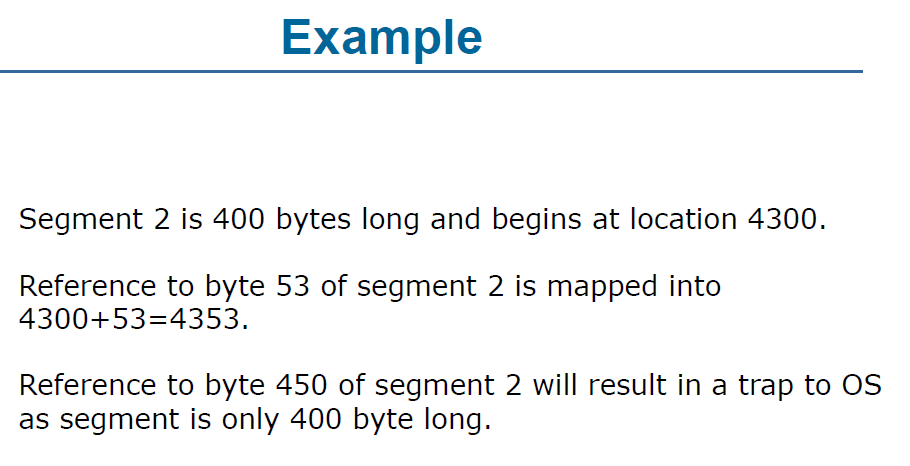 Example
Segment 2 is 400 bytes long and begins at location 4300.
Reference to byte 53 of segment 2 is mapped into
4300+53=4353.
Reference to byte 450 of segment 2 will result in a trap to OS
as segment is only 400 byte long.